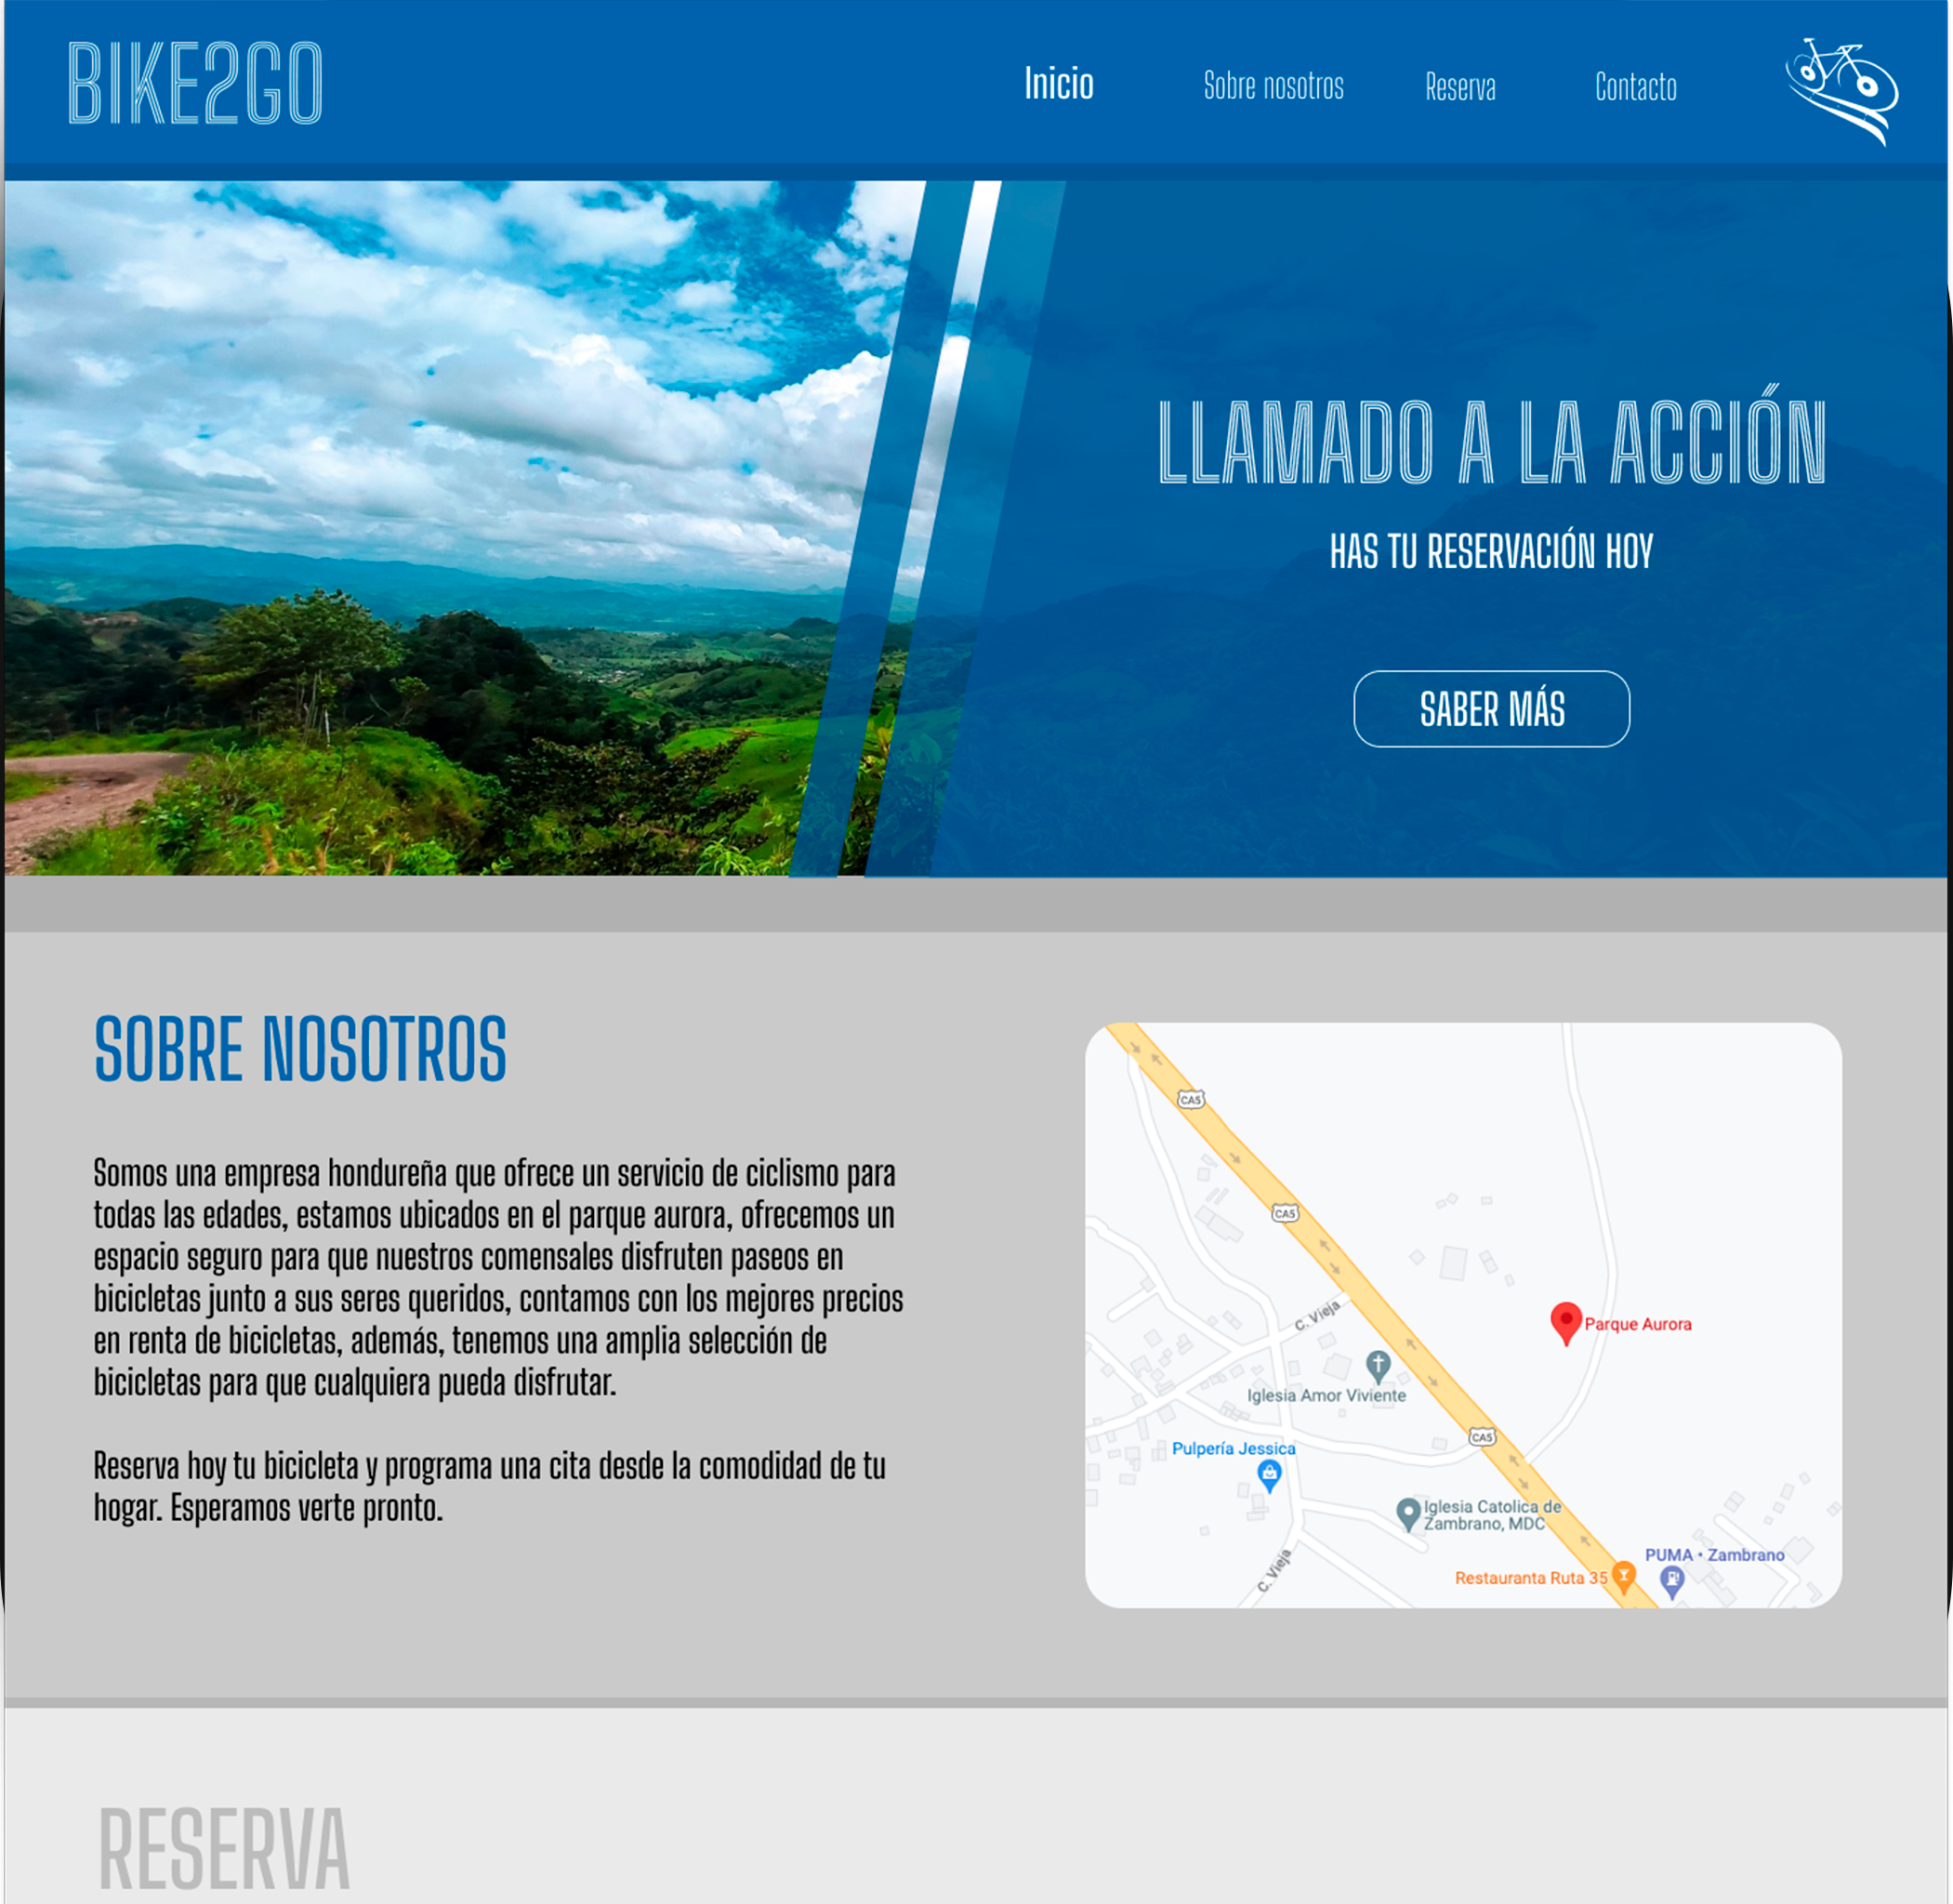 BIKE2GO
Inicio
Sobre nosotros
Reserva
Contacto
LLAMADO A LA ACCIÓN
HAS TU RESERVACIÓN HOY
SABER MÁS
SOBRE NOSOTROS
Somos una empresa hondureña que ofrece un servicio de ciclismo para
todas las edades, estamos ubicados en el parque aurora, ofrecemos un
espacio seguro para que nuestros comensales disfruten paseos en
bicicletas junto a sus seres queridos, contamos con los mejores precios
en renta de bicicletas, además, tenemos una amplia selección de
bicicletas para que cualquiera pueda disfrutar.
Reserva hoy tu bicicleta y programa una cita desde la comodidad de tu
hogar. Esperamos verte pronto.
CA5
CA5
C. Vieja
Parque Aurora
Iglesia Amor Viviente
CA5
Pulpería Jessica
Iglesia Catolica de
Zambrano, MDC
C. Vieja
PUMA • Zambrano
Restauranta Ruta 35
RESERVA